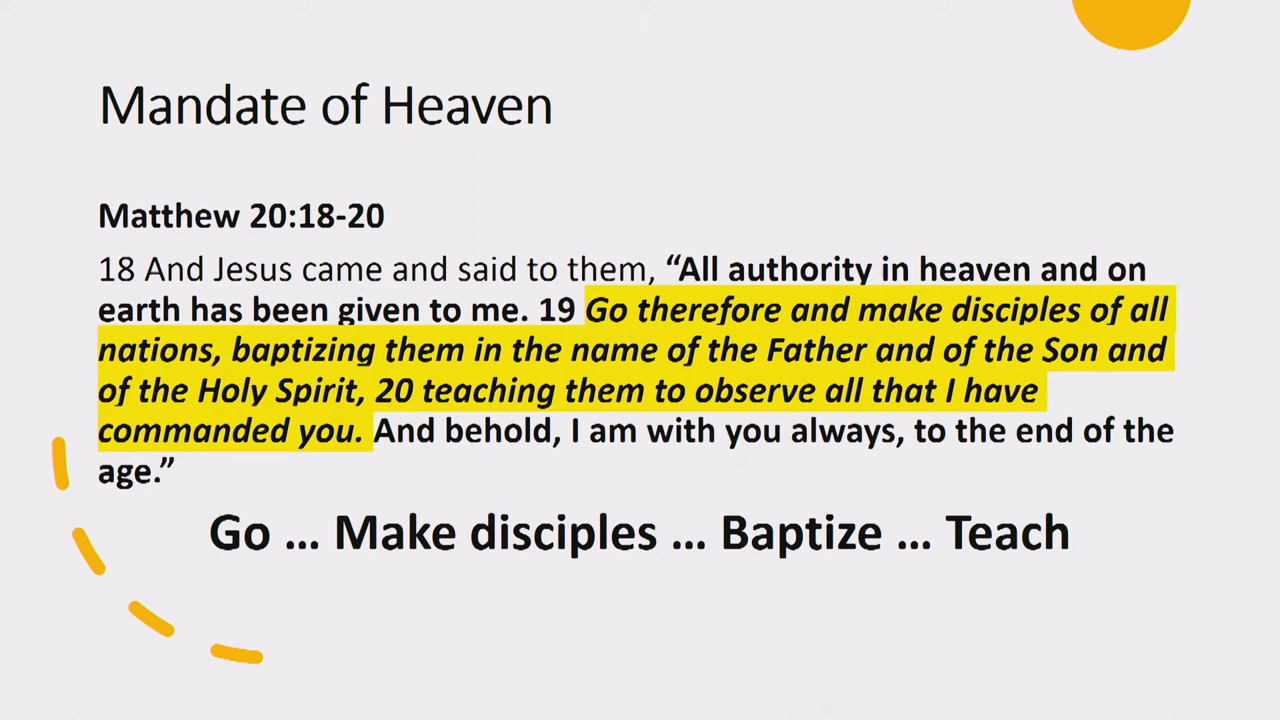 Mandate of Heaven
Matthew 20:18-20
18 And Jesus came and said to them, “All authority in heaven and on
earth has been given to me. 19 Go therefore and make disciples of all
nations, baptizing them in the name of the Father and of the Son and
of the Holy Spirit, 20 teaching them to observe all that I have
commanded you. And behold, I am with you always, to the end of the
age.”
Go … Make disciples … Baptize … Teach